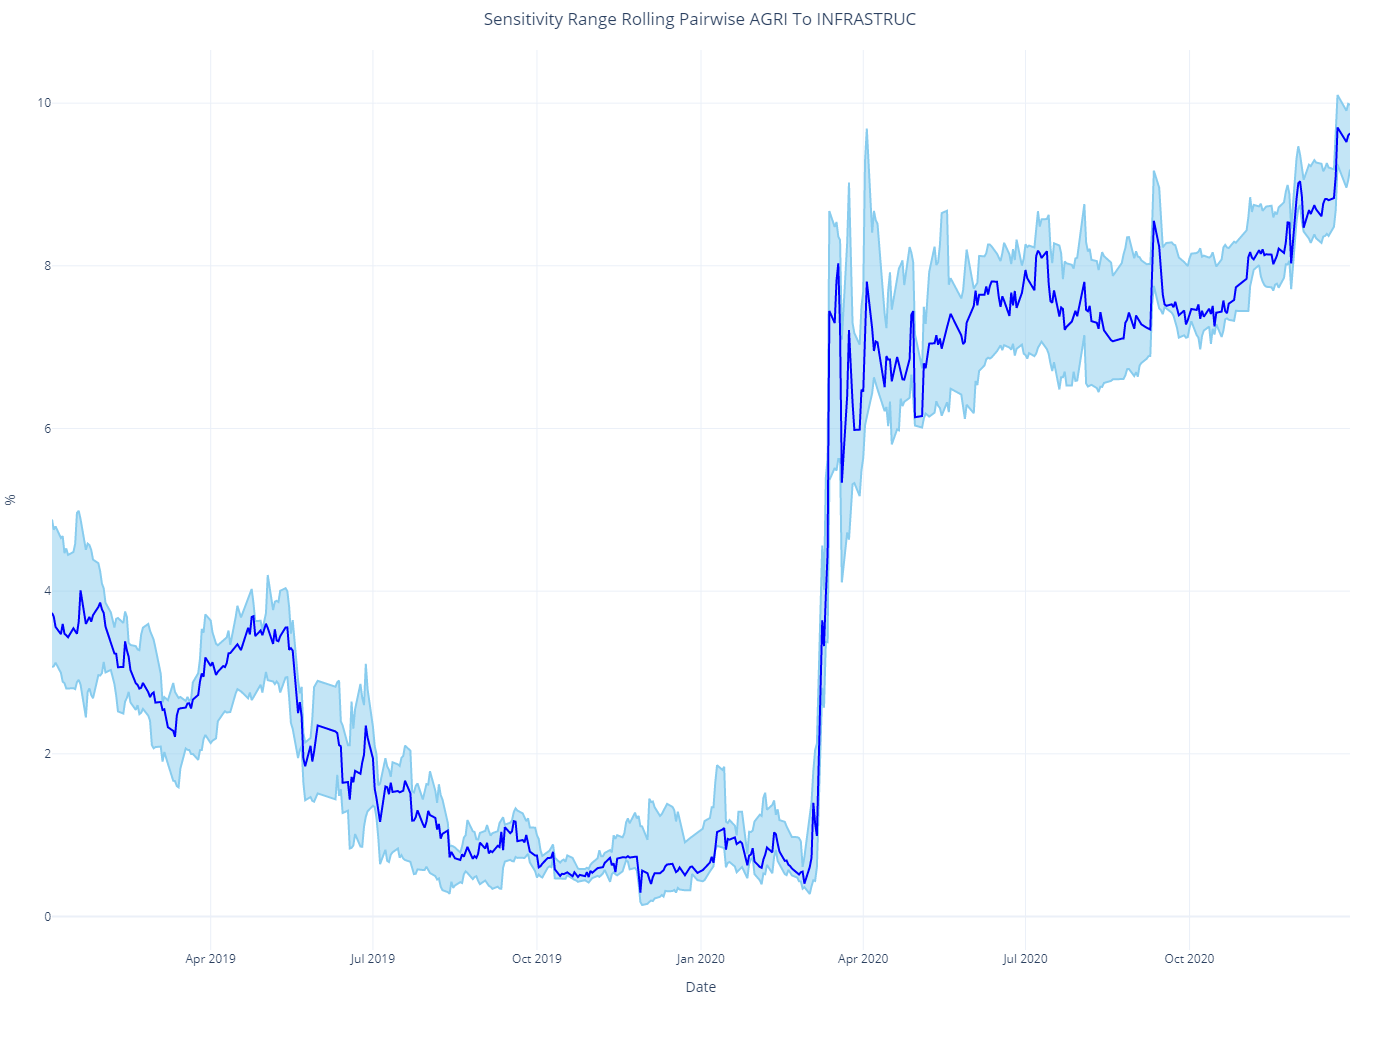 Sensitivity Range Rolling Pairwise AGRI To INFRASTRUC
10
8
6
4
2
0
%
Apr 2019
Jul 2019
Oct 2019
Jan 2020
Apr 2020
Jul 2020
Oct 2020
Date